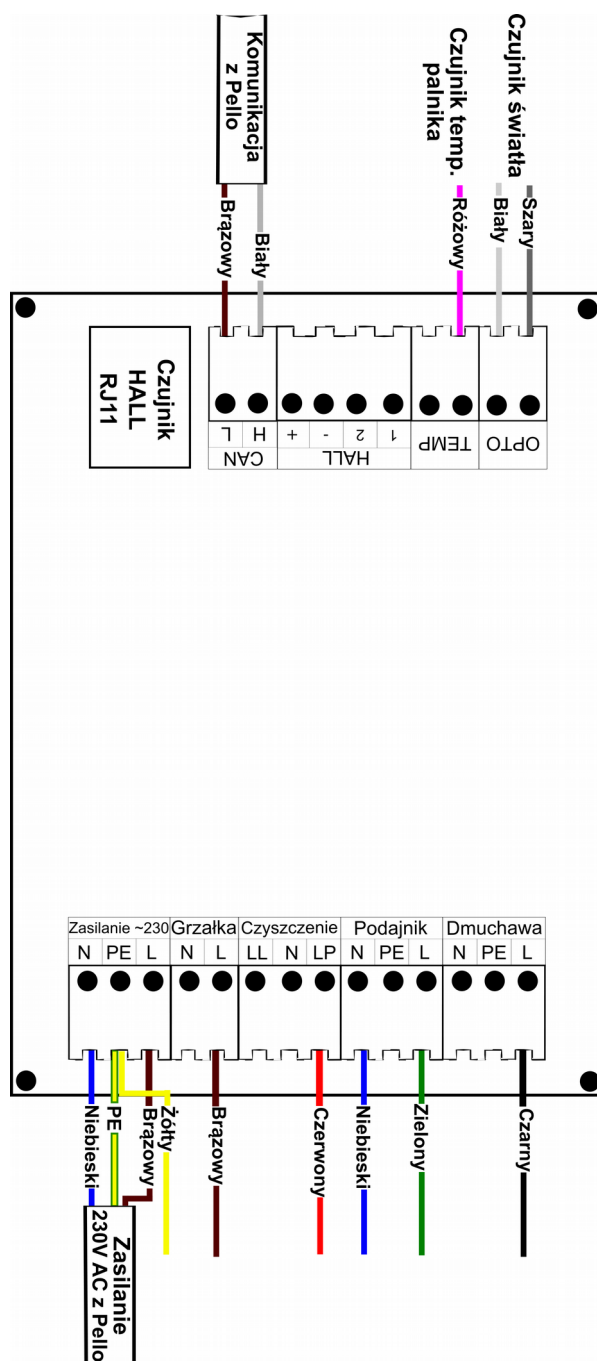 Komunikacja
z Pello
Czujnik temp.
palnika
Czujnik światła
Brązowy
Biały
Różowy
Biały
Szary
Czujnik
HALL
RJ11
L H + - 2 1
CAN HALL TEMP OPTO
Zasilanie ~230 Grzałka Czyszczenie Podajnik Dmuchawa
N PE L N L LL N LP N PE L N PE L
Niebieski
PE
Brązowy
Żółty
Brązowy
Czerwony
Niebieski
Zielony
Czarny
Zasilanie
230V AC z Pello